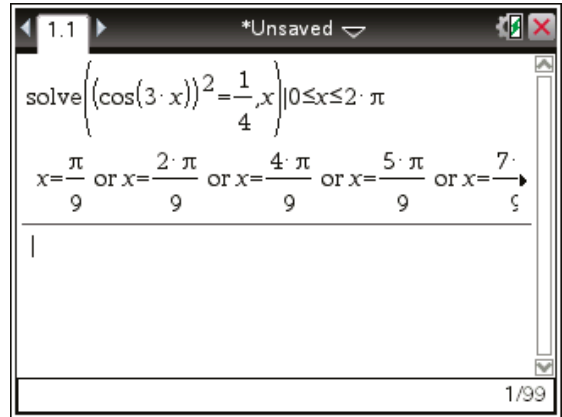 1.1 *Unsaved
solve((cos(3·x))²=1/4,x)|0≤x≤2·π
x=π/9 or x=2·π/9 or x=4·π/9 or x=5·π/9 or x=7·
1/99